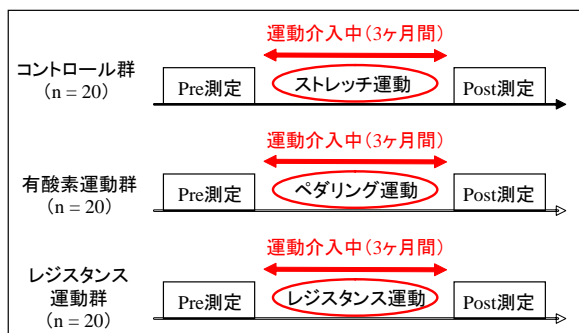 運動介入中(3ヶ月間)
コントロール群
(n = 20)
Pre測定
ストレッチ運動
Post測定
運動介入中(3ヶ月間)
有酸素運動群
(n = 20)
Pre測定
ペダリング運動
Post測定
運動介入中(3ヶ月間)
レジスタンス
運動群
(n = 20)
Pre測定
レジスタンス運動
Post測定